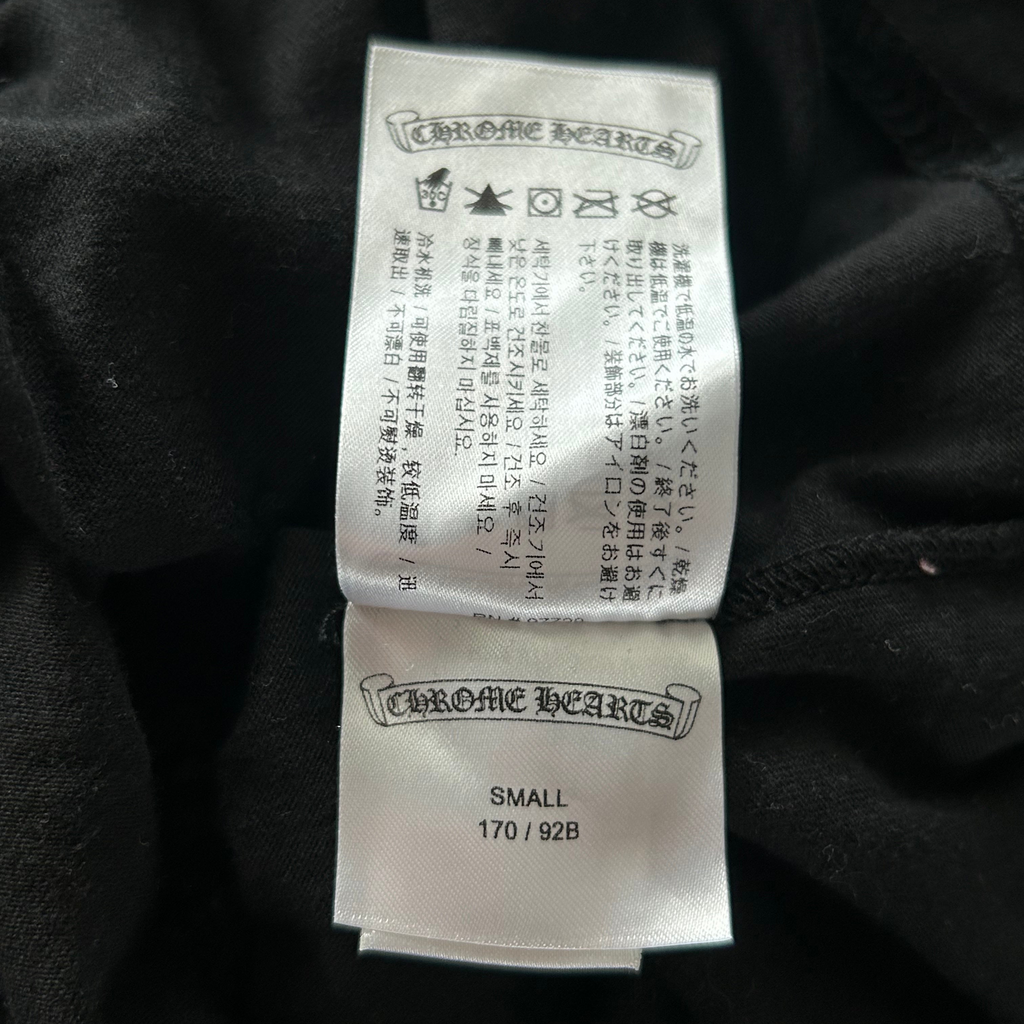 CHROME HEARTS
洗濯機で低温の水でお洗いください。/乾燥
機は低温でご使用ください。/終了後すぐに
取り出してください。/漂白剤の使用はお避
けください。/装飾部分はアイロンをお避け
下さい。
세탁기에서 찬물로 세탁하세요 / 건조기에서
낮은 온도로 건조시키세요 / 건조 후 즉시
빼내세요 / 표백제를 사용하지 마세요 /
장식을 다림질하지 마십시오.
冷水机洗 / 可使用翻转干燥, 较低温度 / 迅
速取出 / 不可漂白 / 不可熨烫装饰。
CHROME HEARTS
SMALL
170 / 92B